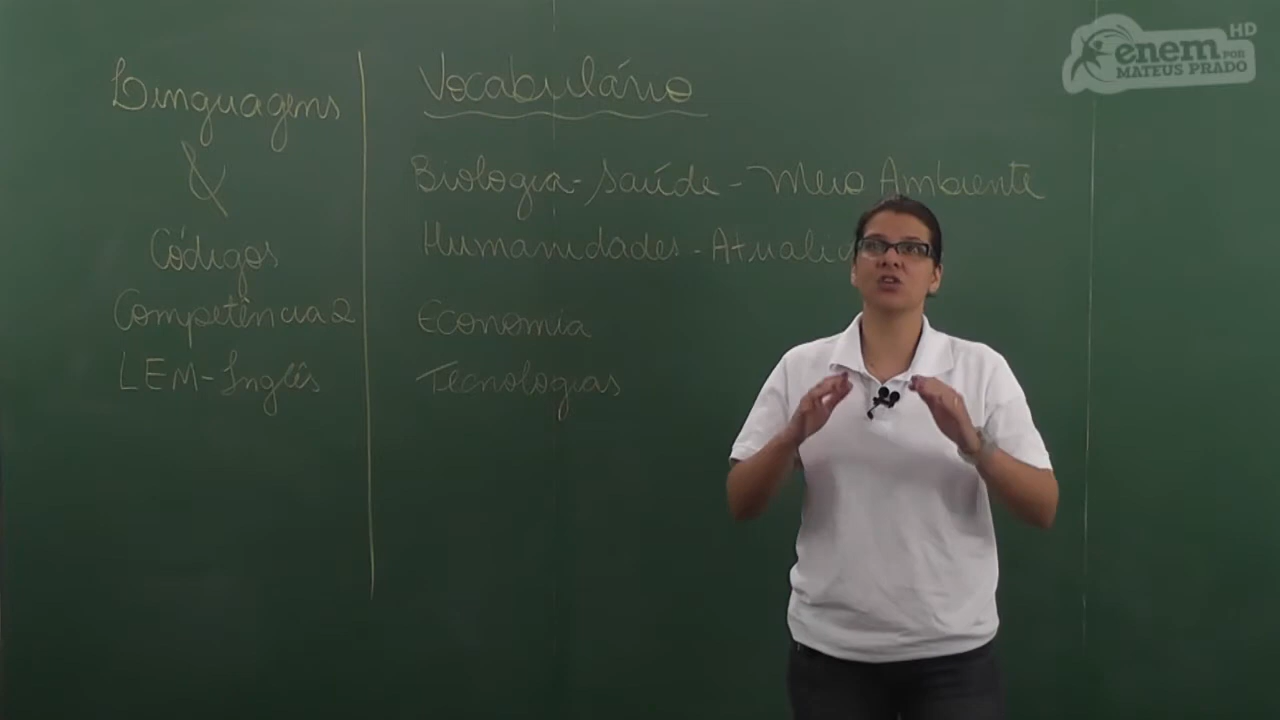 Linguagens
&
Códigos
Competência 2
LEM-Inglês
Vocabulário
Biologia-Saúde-Meio Ambiente
Humanidades-Atualid
Economia
Tecnologias
enem HD
POR
MATEUS PRADO